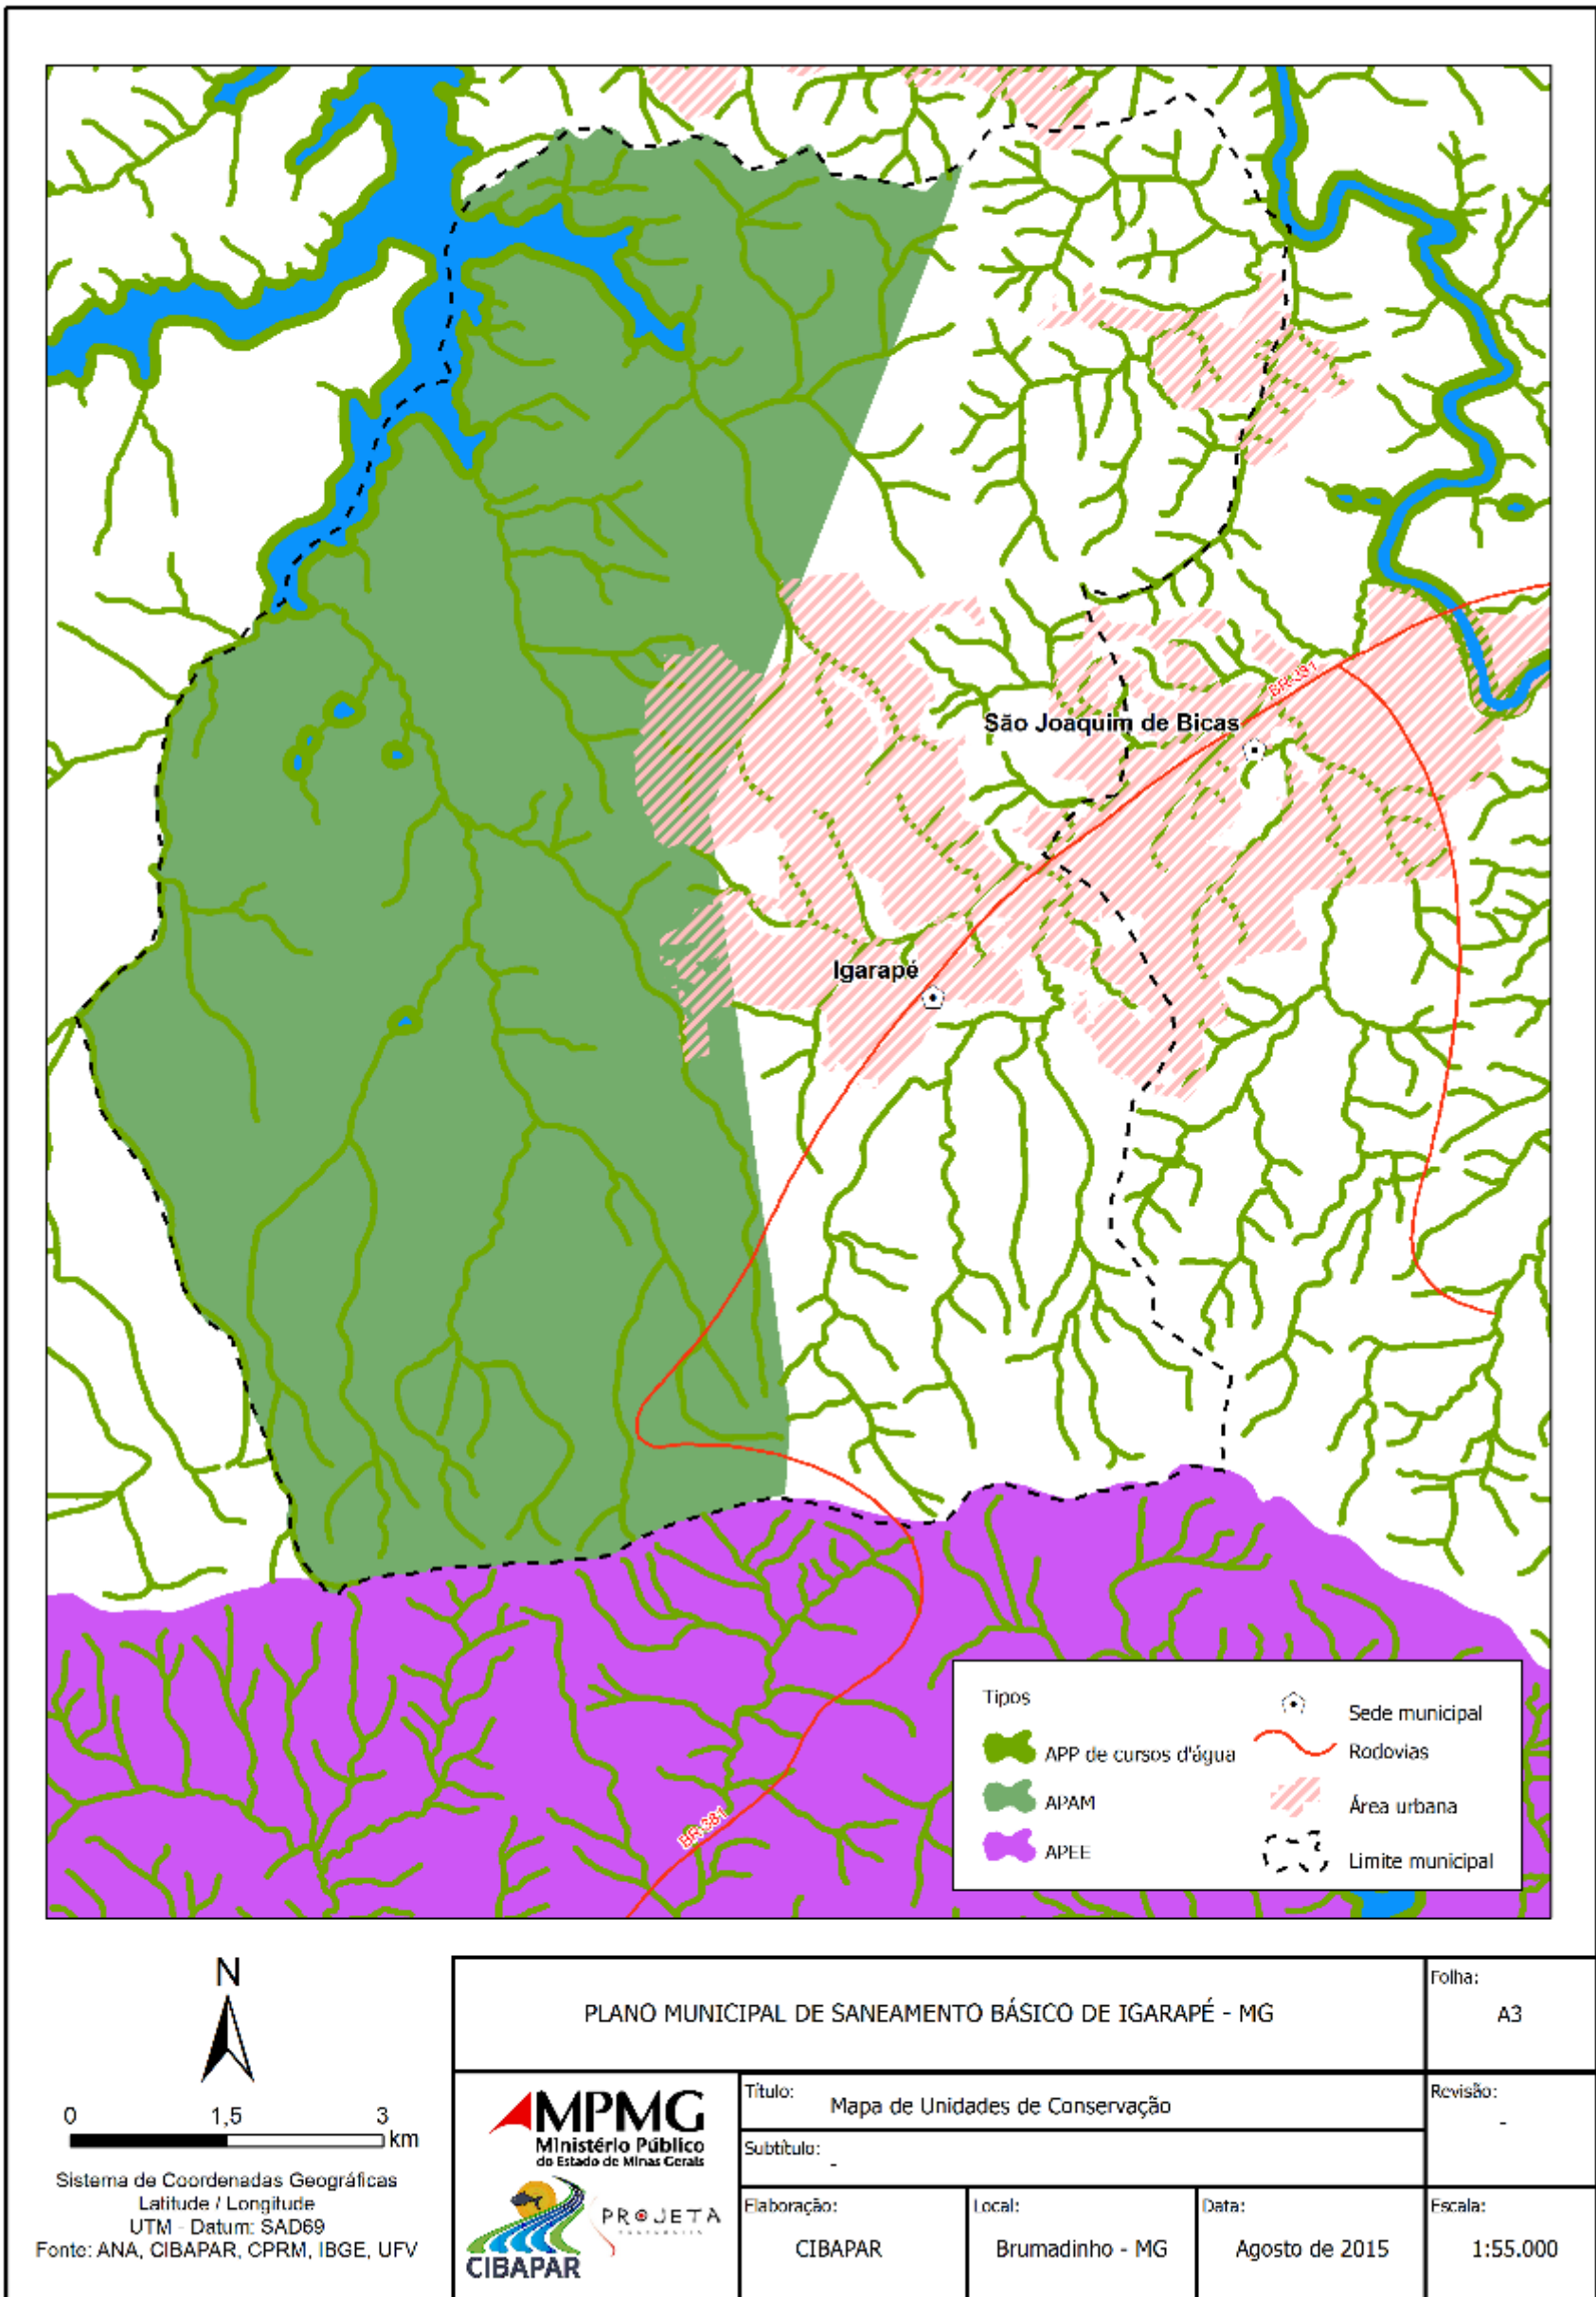 BR-381
São Joaquim de Bicas
Igarapé
Tipos
APP de cursos d'água
APAM
APEE
Sede municipal
Rodovias
Área urbana
Limite municipal
BR-381
N
0 1,5 3
km
Sistema de Coordenadas Geográficas
Latitude / Longitude
UTM - Datum: SAD69
Fonte: ANA, CIBAPAR, CPRM, IBGE, UFV
PLANO MUNICIPAL DE SANEAMENTO BÁSICO DE IGARAPÉ - MG
Folha:
A3
MPMG
Ministério Público
do Estado de Minas Gerais
PROJETA
CIBAPAR
Título:
Mapa de Unidades de Conservação
Revisão:
-
Subtítulo:
-
Elaboração:
CIBAPAR
Local:
Brumadinho - MG
Data:
Agosto de 2015
Escala:
1:55.000